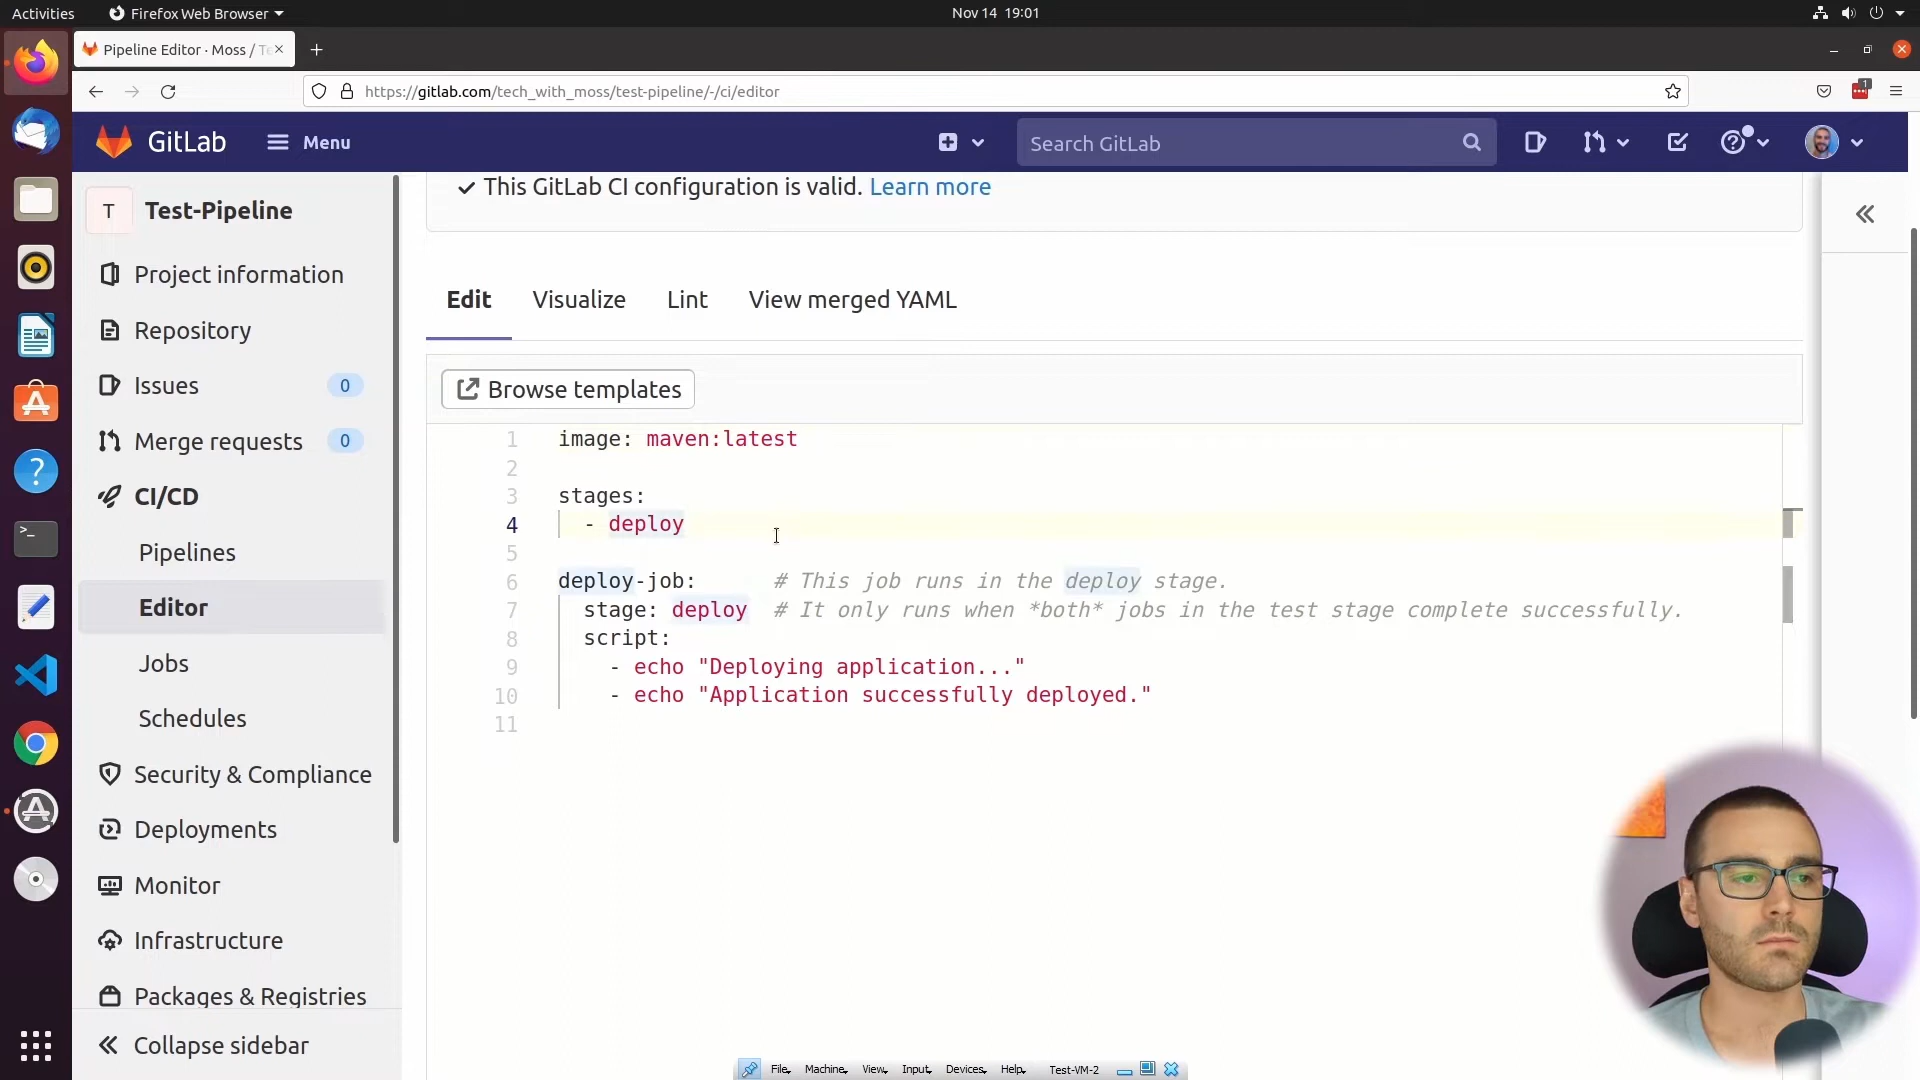 Activities
Firefox Web Browser
Nov 14 19:01
Pipeline Editor · Moss / Te
https://gitlab.com/tech_with_moss/test-pipeline/-/ci/editor
1
GitLab
Menu
Search GitLab
T
Test-Pipeline
Project information
Repository
Issues 0
Merge requests 0
CI/CD
Pipelines
Editor
Jobs
Schedules
Security & Compliance
Deployments
Monitor
Infrastructure
Packages & Registries
Collapse sidebar
This GitLab CI configuration is valid. Learn more
Edit Visualize Lint View merged YAML
Browse templates
1 image: maven:latest
2
3 stages:
4 - deploy
5
6 deploy-job: # This job runs in the deploy stage.
7 stage: deploy # It only runs when *both* jobs in the test stage complete successfully.
8 script:
9 - echo "Deploying application..."
10 - echo "Application successfully deployed."
11
File Machine View Input Devices Help Test-VM-2